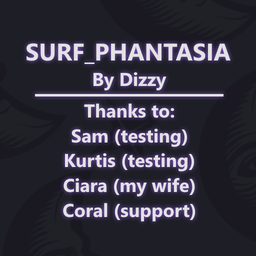 SURF_PHANTASIA
By Dizzy
Thanks to:
Sam (testing)
Kurtis (testing)
Ciara (my wife)
Coral (support)